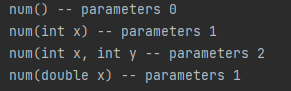 num() -- parameters 0
num(int x) -- parameters 1
num(int x, int y -- parameters 2
num(double x) -- parameters 1